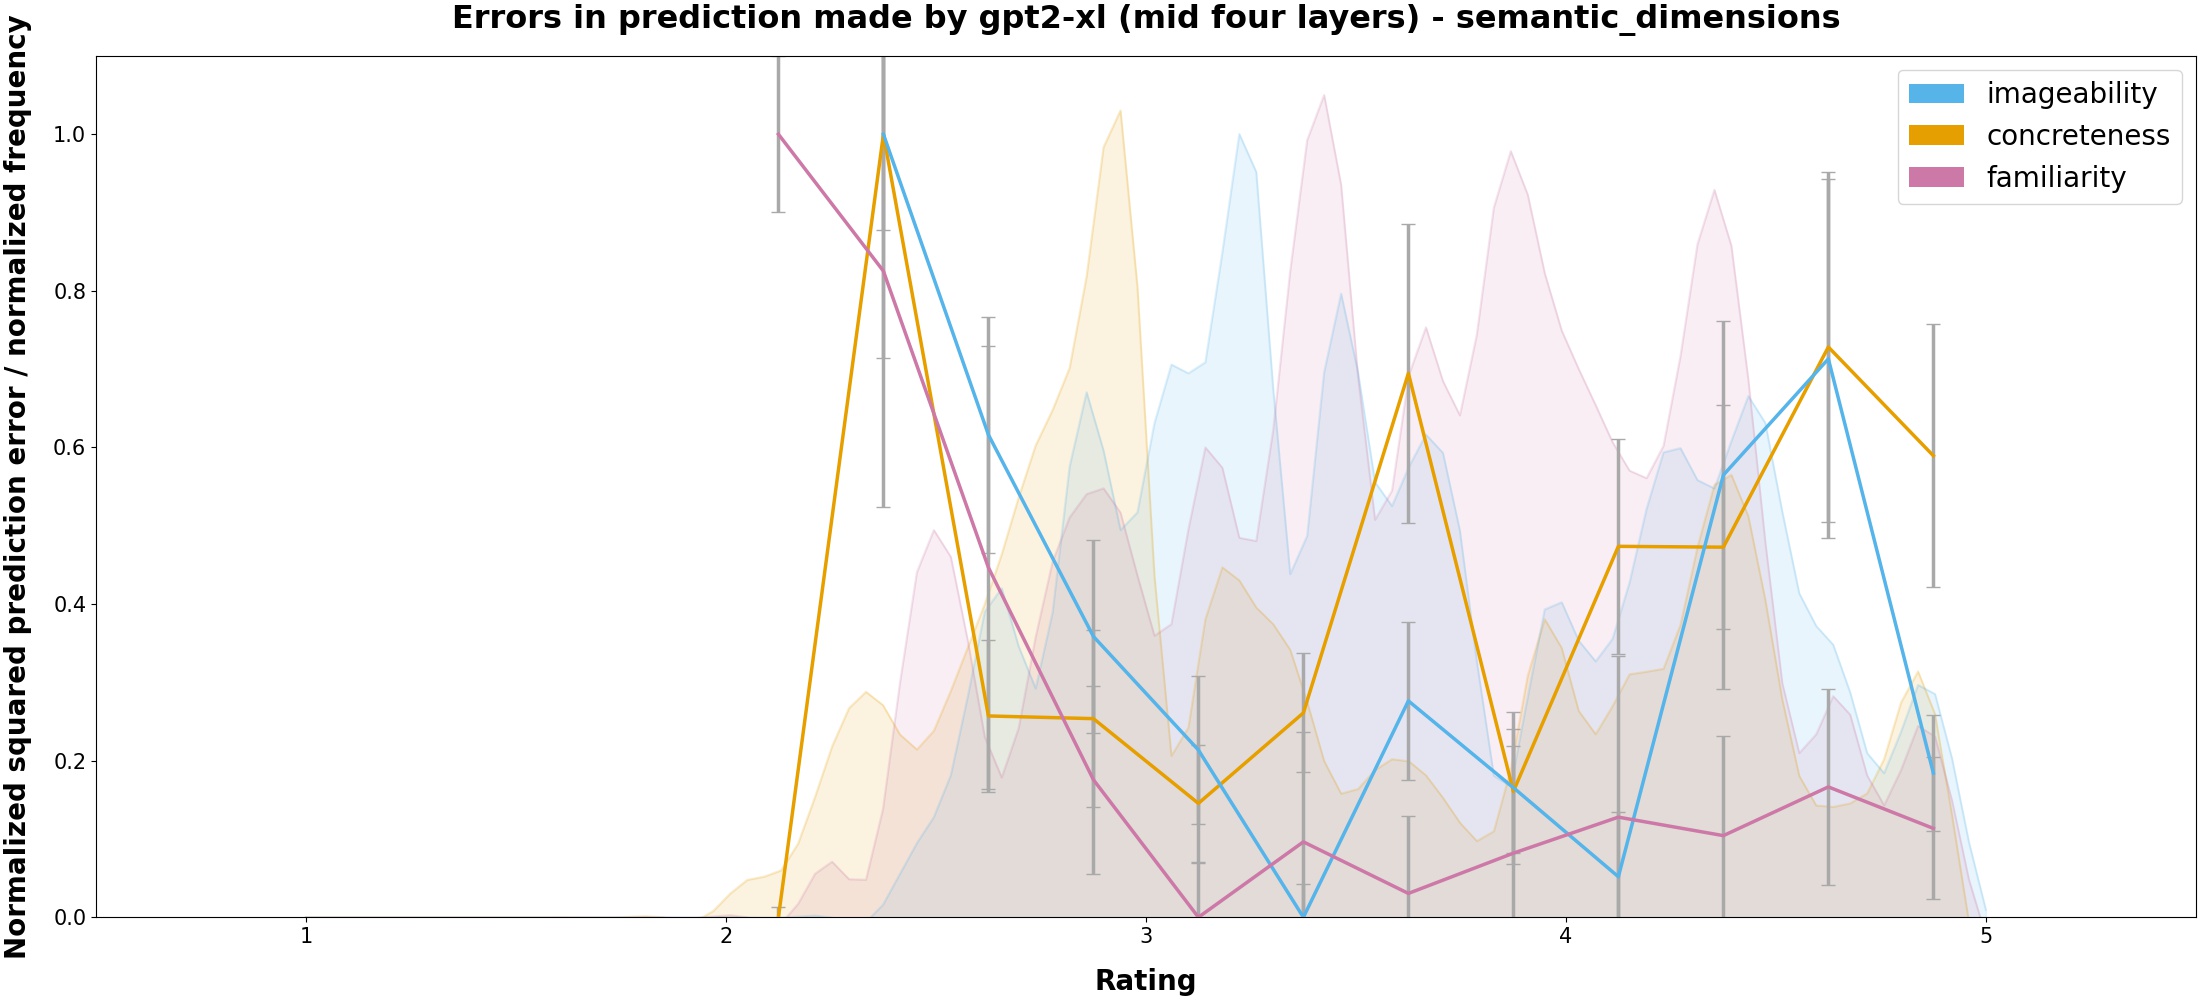 Errors in prediction made by gpt2-xl (mid four layers) - semantic_dimensions
Normalized squared prediction error / normalized frequency
1.0
0.8
0.6
0.4
0.2
0.0
imageability
concreteness
familiarity
1 2 3 4 5
Rating